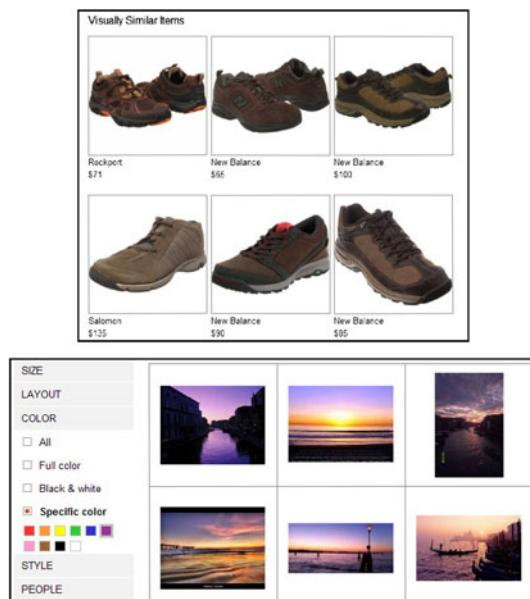 Visually Similar Items
Rockport
$71
New Balance
$65
New Balance
$100
Salomon
$135
New Balance
$90
New Balance
$85
SIZE
LAYOUT
COLOR
All
Full color
Black & white
Specific color
STYLE
PEOPLE